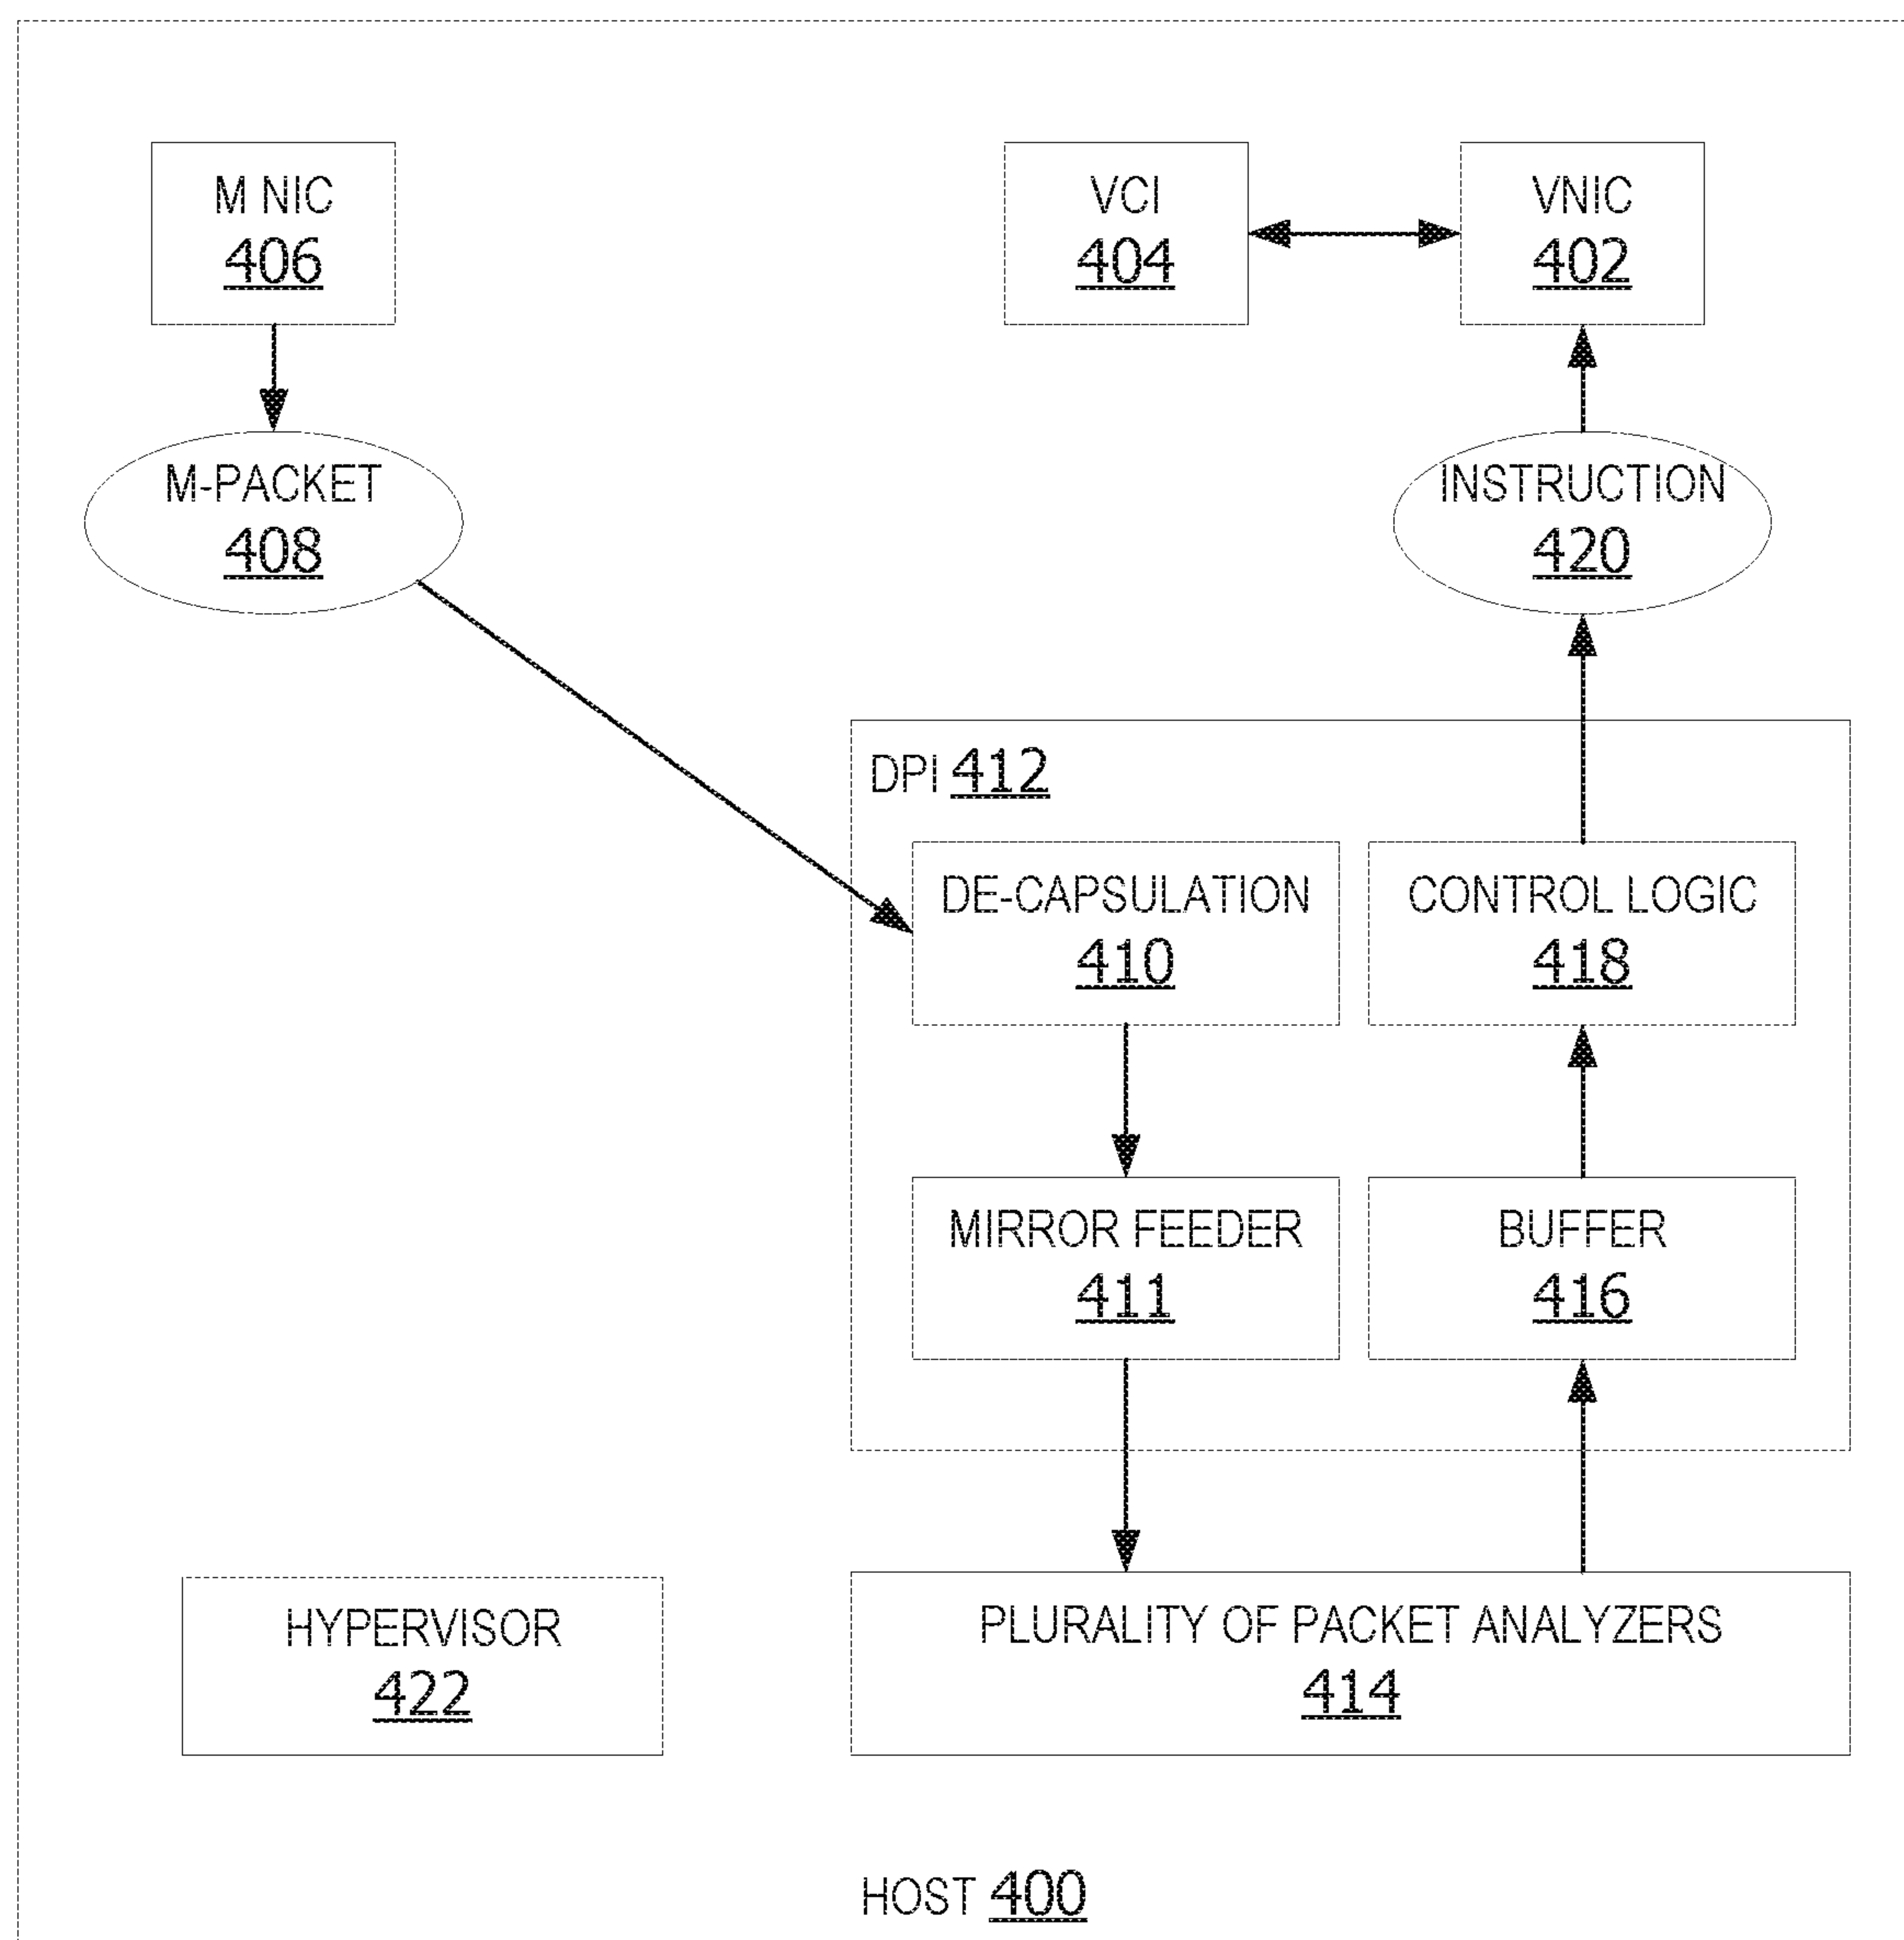 M NIC
406
VCI
404
VNIC
402
M-PACKET
408
INSTRUCTION
420
DPI 412
DE-CAPSULATION
410
CONTROL LOGIC
418
MIRROR FEEDER
411
BUFFER
416
HYPERVISOR
422
PLURALITY OF PACKET ANALYZERS
414
HOST 400